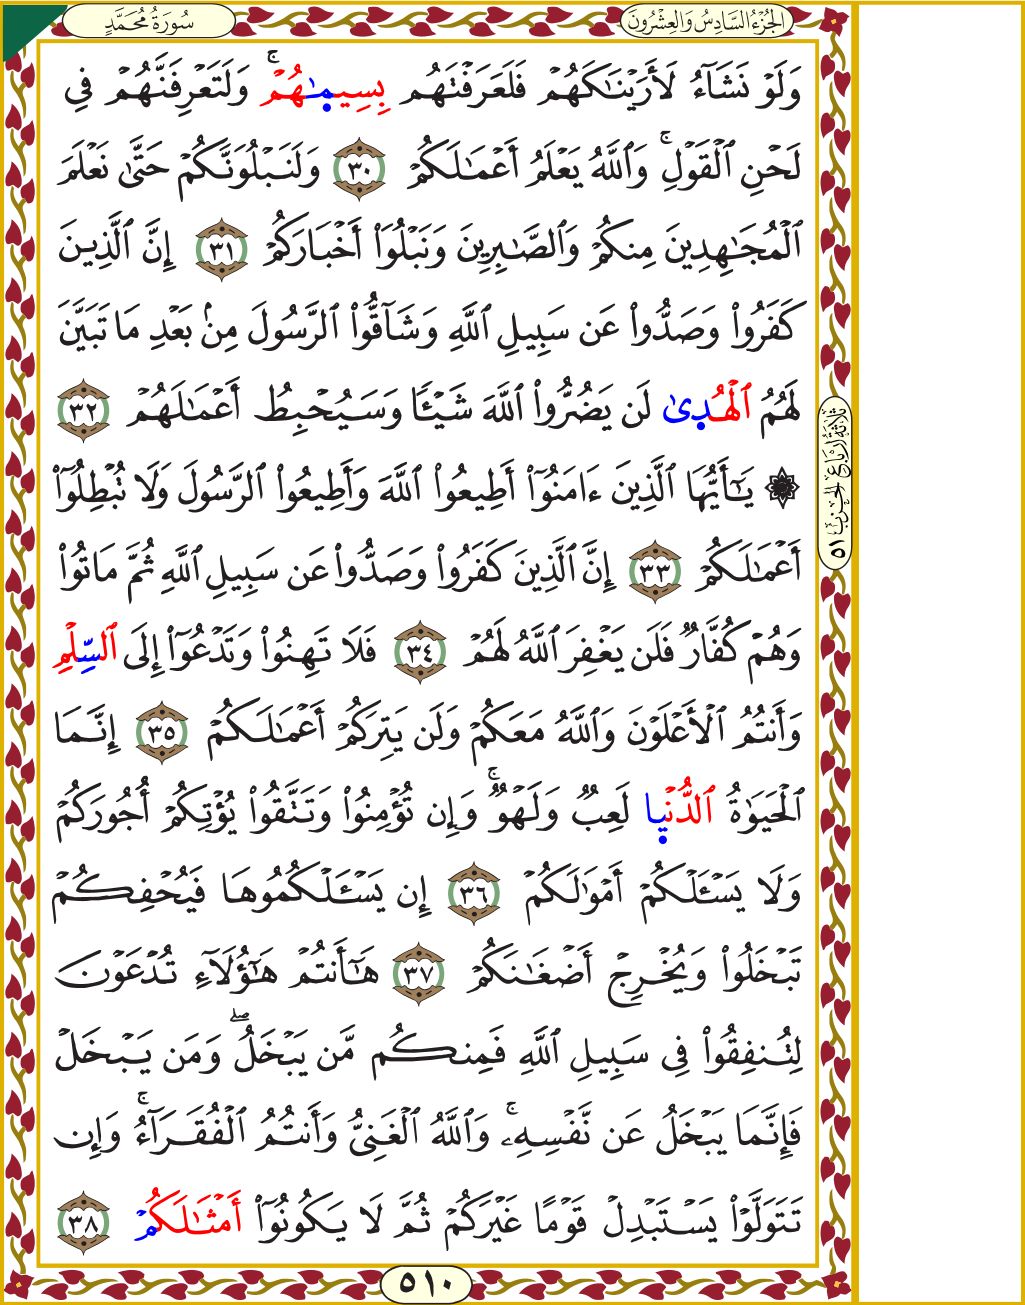 الجُزْءُ السَّادِسُ وَالعِشْرُونَ
سُورَةُ مُحَمَّدٍ
وَلَوْ نَشَآءُ لَأَرَيْنَـٰكَهُمْ فَلَعَرَفْتَهُم بِسِيمٜىٰهُمْۚ وَلَتَعْرِفَنَّهُمْ فِى
لَحْنِ ٱلْقَوْلِۚ وَٱللَّهُ يَعْلَمُ أَعْمَـٰلَكُمْ ٣٠ وَلَنَبْلُوَنَّكُمْ حَتَّىٰ نَعْلَمَ
ٱلْمُجَـٰهِدِينَ مِنكُمْ وَٱلصَّـٰبِرِينَ وَنَبْلُوَا۟ أَخْبَارَكُمْ ٣١ إِنَّ ٱلَّذِينَ
كَفَرُوا۟ وَصَدُّوا۟ عَن سَبِيلِ ٱللَّهِ وَشَآقُّوا۟ ٱلرَّسُولَ مِنۢ بَعْدِ مَا تَبَيَّنَ
لَهُمُ ٱلْهُدٜىٰ لَن يَضُرُّوا۟ ٱللَّهَ شَيْـًٔا وَسَيُحْبِطُ أَعْمَـٰلَهُمْ ٣٢
۞ يَـٰٓأَيُّهَا ٱلَّذِينَ ءَامَنُوٓا۟ أَطِيعُوا۟ ٱللَّهَ وَأَطِيعُوا۟ ٱلرَّسُولَ وَلَا تُبْطِلُوٓا۟
أَعْمَـٰلَكُمْ ٣٣ إِنَّ ٱلَّذِينَ كَفَرُوا۟ وَصَدُّوا۟ عَن سَبِيلِ ٱللَّهِ ثُمَّ مَاتُوا۟
وَهُمْ كُفَّارٌ فَلَن يَغْفِرَ ٱللَّهُ لَهُمْ ٣٤ فَلَا تَهِنُوا۟ وَتَدْعُوٓا۟ إِلَى ٱلسِّلْمِ
وَأَنتُمُ ٱلْأَعْلَوْنَ وَٱللَّهُ مَعَكُمْ وَلَن يَتِرَكُمْ أَعْمَـٰلَكُمْ ٣٥ إِنَّمَا
ٱلْحَيَوٰةُ ٱلدُّنْيٜا لَعِبٌ وَلَهْوٌۚ وَإِن تُؤْمِنُوا۟ وَتَتَّقُوا۟ يُؤْتِكُمْ أُجُورَكُمْ
وَلَا يَسْـَٔلْكُمْ أَمْوَٰلَكُمْ ٣٦ إِن يَسْـَٔلْكُمُوهَا فَيُحْفِكُمْ
تَبْخَلُوا۟ وَيُخْرِجْ أَضْغَـٰنَكُمْ ٣٧ هَـٰٓأَنتُمْ هَـٰٓؤُلَآءِ تُدْعَوْنَ
لِتُنفِقُوا۟ فِى سَبِيلِ ٱللَّهِ فَمِنكُم مَّن يَبْخَلُۖ وَمَن يَبْخَلْ
فَإِنَّمَا يَبْخَلُ عَن نَّفْسِهِۦۚ وَٱللَّهُ ٱلْغَنِىُّ وَأَنتُمُ ٱلْفُقَرَآءُۚ وَإِن
تَتَوَلَّوْا۟ يَسْتَبْدِلْ قَوْمًا غَيْرَكُمْ ثُمَّ لَا يَكُونُوٓا۟ أَمْثَـٰلَكُمْ ٣٨
ثَلَاثَةُ أَرْبَاعِ الحِزْبِ ٥١
٥١٠